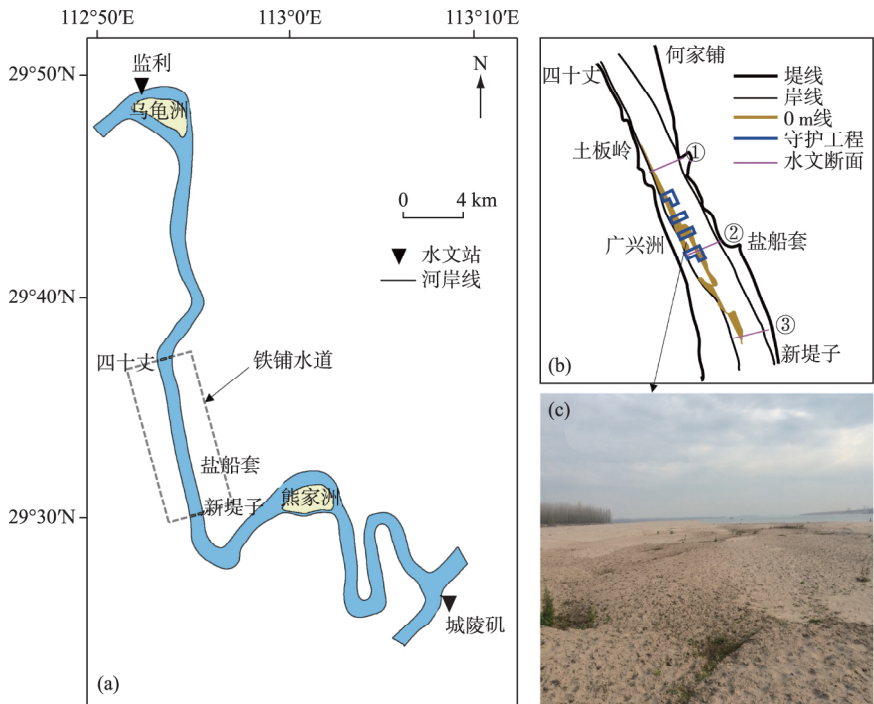 112°50′E
113°0′E
113°10′E
29°50′N
29°40′N
29°30′N
监利
乌龟洲
N
0 4 km
水文站
河岸线
四十丈
铁铺水道
盐船套
新堤子
熊家洲
城陵矶
(a)
何家铺
四十丈
堤线
岸线
0 m线
守护工程
水文断面
土板岭
①
②
广兴洲
盐船套
③
新堤子
(b)
(c)